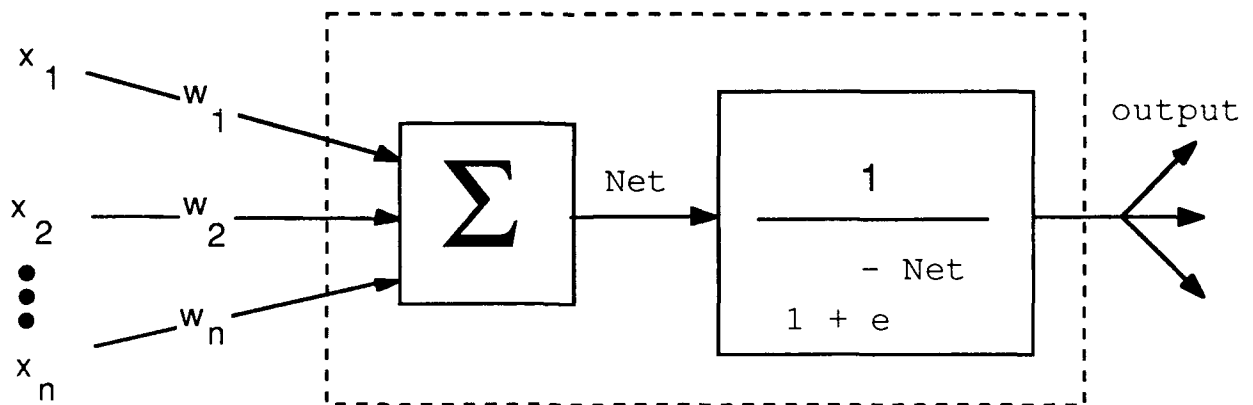 x1
w1
output
Σ
Net
1
x2
w2
- Net
1 + e
wn
xn